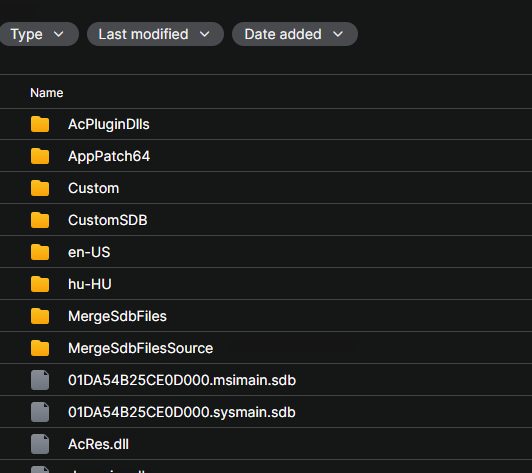 Type Last modified Date added
Name
AcPluginDlls
AppPatch64
Custom
CustomSDB
en-US
hu-HU
MergeSdbFiles
MergeSdbFilesSource
01DA54B25CE0D000.msimain.sdb
01DA54B25CE0D000.sysmain.sdb
AcRes.dll